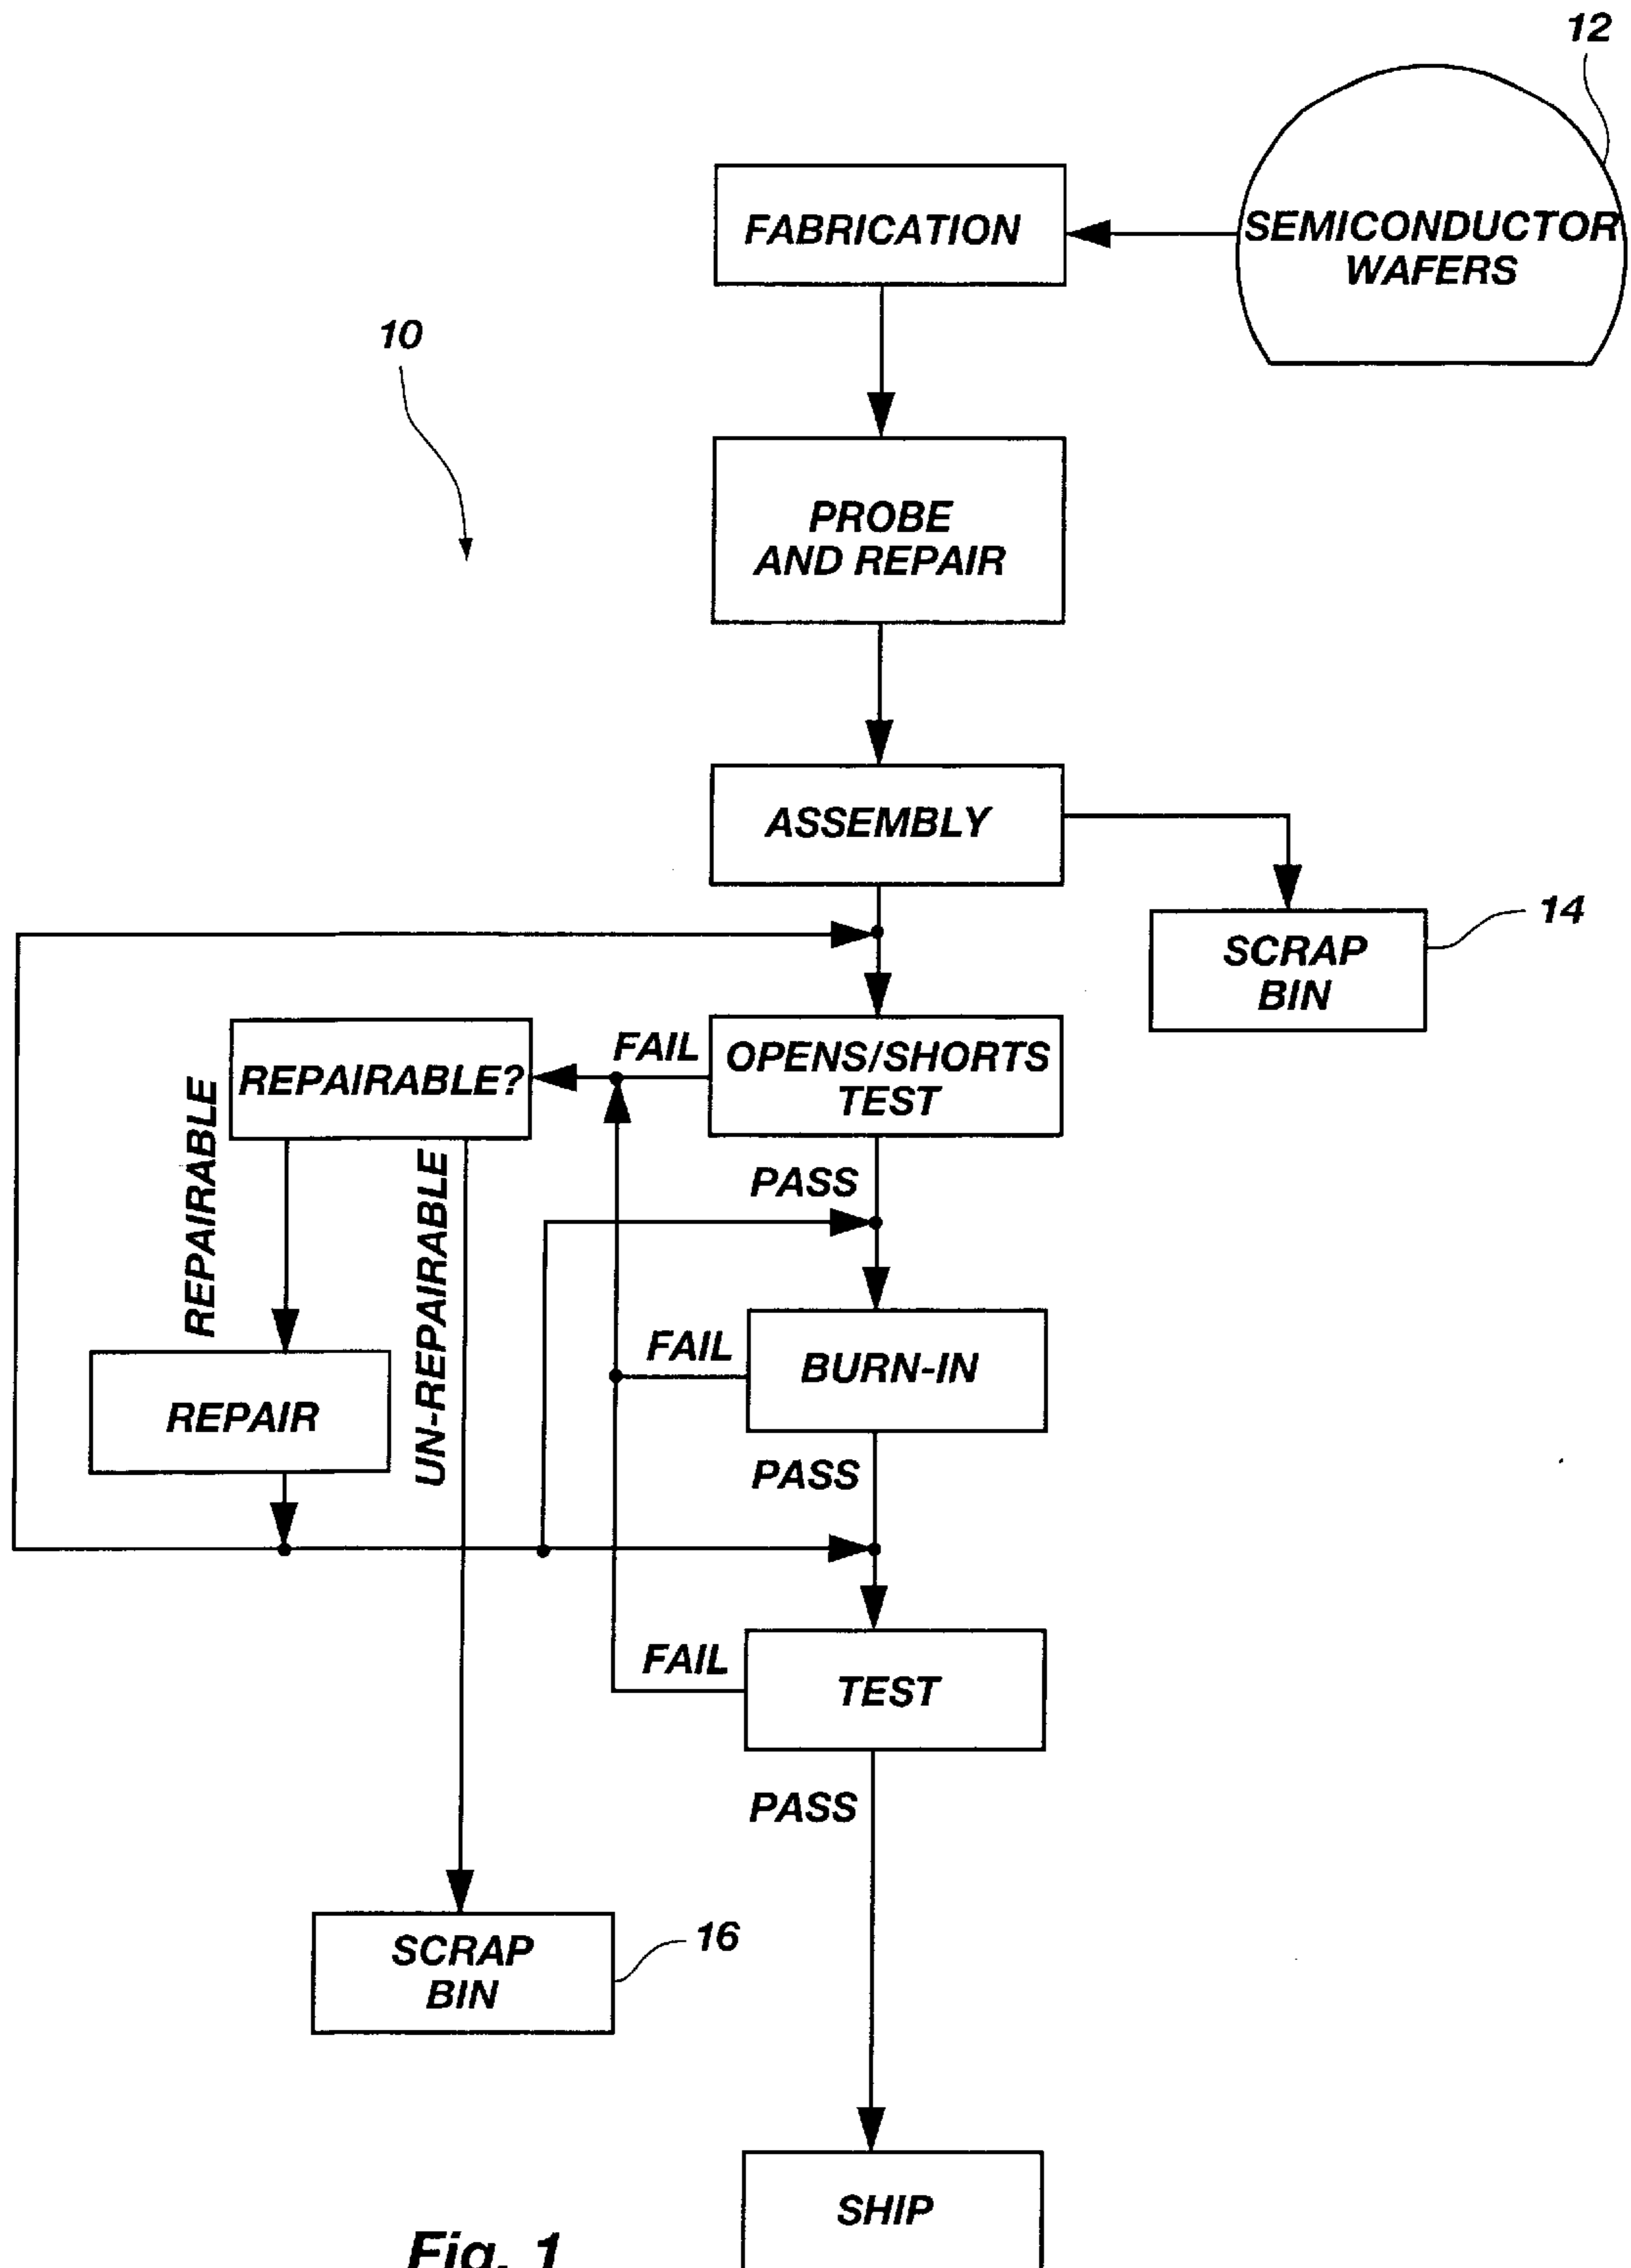 12
FABRICATION
SEMICONDUCTOR
WAFERS
10
PROBE
AND REPAIR
ASSEMBLY
14
SCRAP
BIN
FAIL
OPENS/SHORTS
TEST
REPAIRABLE?
REPAIRABLE
UN-REPAIRABLE
PASS
FAIL
BURN-IN
REPAIR
PASS
FAIL
TEST
PASS
SCRAP
BIN
16
SHIP
Fig. 1